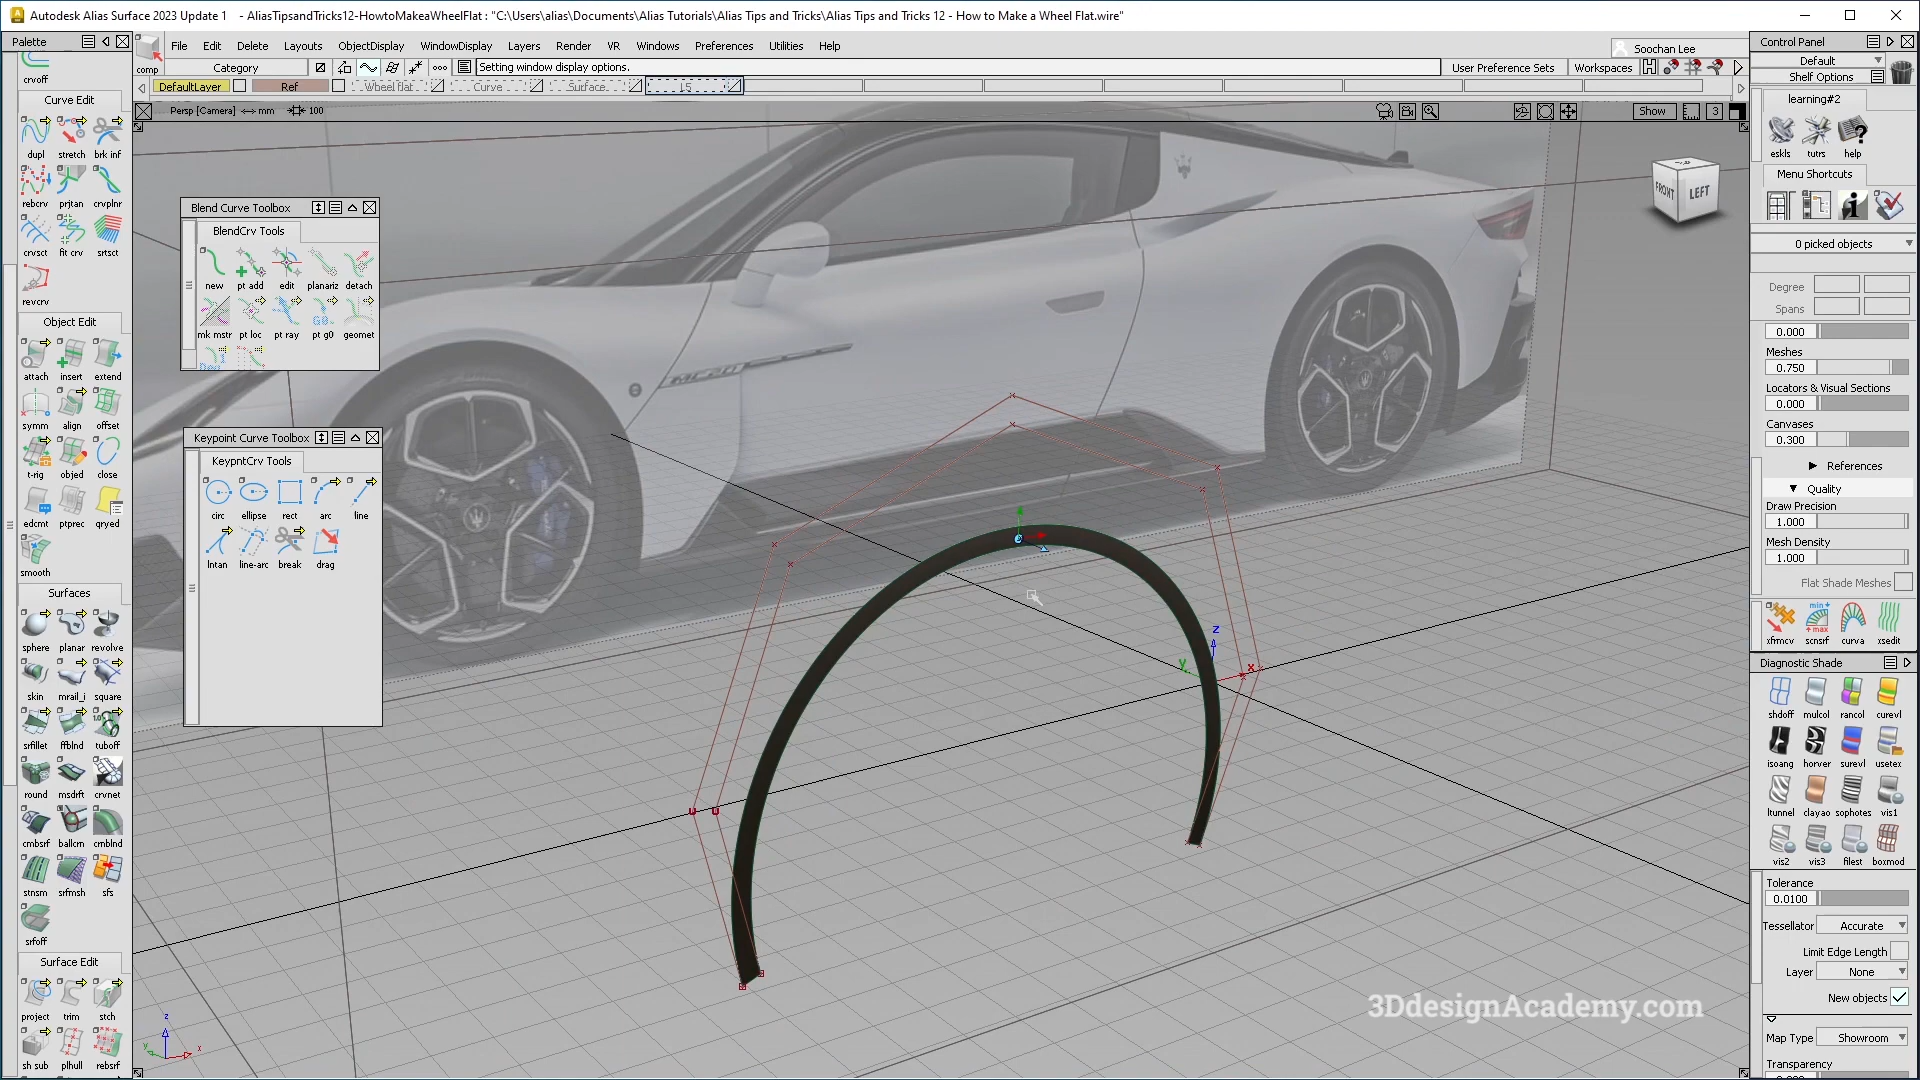 Autodesk Alias Surface 2023 Update 1 - AliasTipsandTricks12-HowtoMakeaWheelFlat : "C:\Users\alias\Documents\Alias Tutorials\Alias Tips and Tricks\Alias Tips and Tricks 12 - How to Make a Wheel Flat.wire"
Palette
comp
File Edit Delete Layouts ObjectDisplay WindowDisplay Layers Render VR Windows Preferences Utilities Help
Soochan Lee
Category
Setting window display options.
User Preference Sets
Workspaces
DefaultLayer
Ref
Wheel flat
Curve
Surface
L5
Persp [Camera] mm 100
Show
3
crvoff
Curve Edit
dupl stretch brk inf
rebcrv prjtan crvplnr
crvsct fit crv srtsct
revcrv
Object Edit
attach insert extend
symm align offset
t-rig objed close
edcmt ptprec qryed
smooth
Surfaces
sphere planar revolve
skin mrail_i square
srfillet ffblnd tuboff
round msdrft crvnet
cmbsrf ballcrn crnblnd
stnsm srfmsh sfs
srfoff
Surface Edit
project trim stch
sh sub plhull rebsrf
Blend Curve Toolbox
BlendCrv Tools
new pt add edit planariz detach
mk mstr pt loc pt ray pt g0 geomet
Keypoint Curve Toolbox
KeypntCrv Tools
circ ellipse rect arc line
lntan line-arc break drag
FRONT
LEFT
MC20
u u
z
y
x
z
y
x
3DdesignAcademy.com
Control Panel
Default
Shelf Options
learning#2
eskls tutrs help
Menu Shortcuts
0 picked objects
Degree
Spans
0.000
Meshes
0.750
Locators & Visual Sections
0.000
Canvases
0.300
References
Quality
Draw Precision
1.000
Mesh Density
1.000
Flat Shade Meshes
xfrmcv scnsrf curva xsedit
Diagnostic Shade
shdoff mulcol rancol curevl
isoang horver surevl usetex
ltunnel clayao sophotes vis1
vis2 vis3 filest boxmod
Tolerance
0.0100
Tessellator Accurate
Limit Edge Length
Layer None
New objects
Map Type Showroom
Transparency